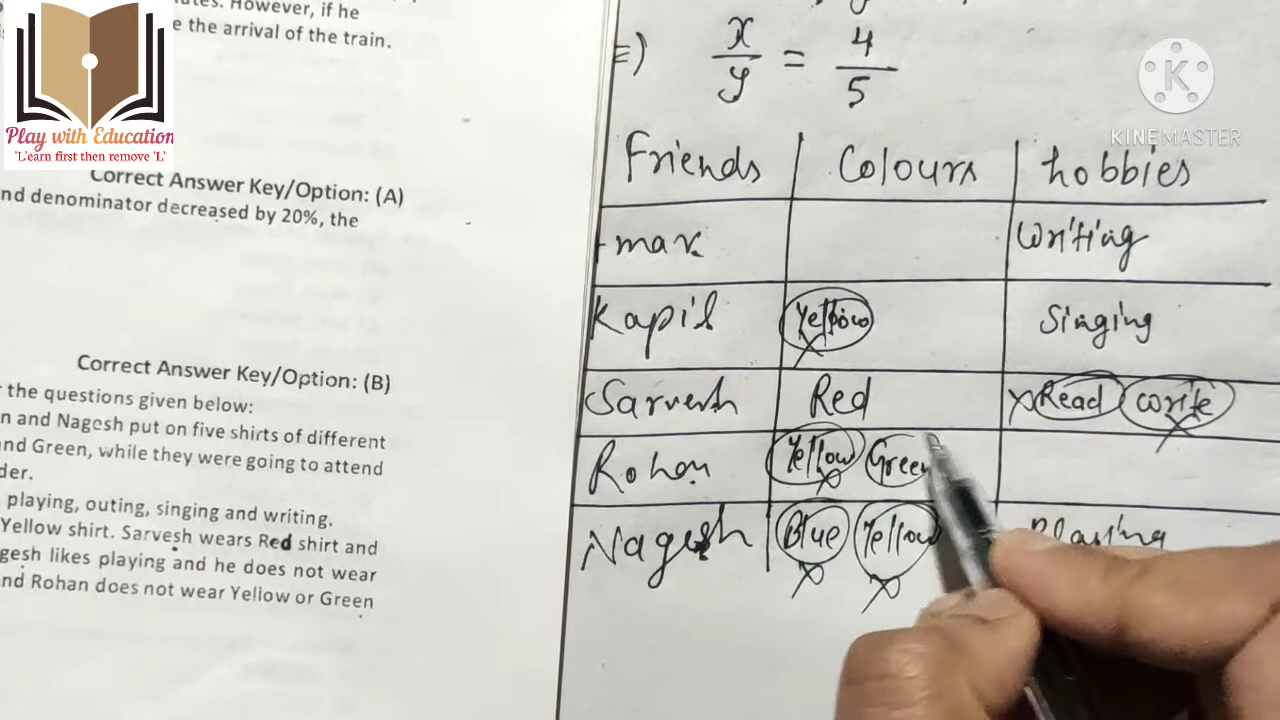 utes. However, if he
e the arrival of the train.
Play with Education
'L'earn first then remove 'L'
Correct Answer Key/Option: (A)
nd denominator decreased by 20%, the
Correct Answer Key/Option: (B)
r the questions given below:
n and Nagesh put on five shirts of different
and Green, while they were going to attend
der.
playing, outing, singing and writing.
Yellow shirt. Sarvesh wears Red shirt and
gesh likes playing and he does not wear
nd Rohan does not wear Yellow or Green
x/y = 4/5
K
KINEMASTER
Friends Colours hobbies
writing
Kapil Yellow Singing
Sarvesh Red Read write
Rohan Yellow Green
Nagesh Blue Yellow Playing